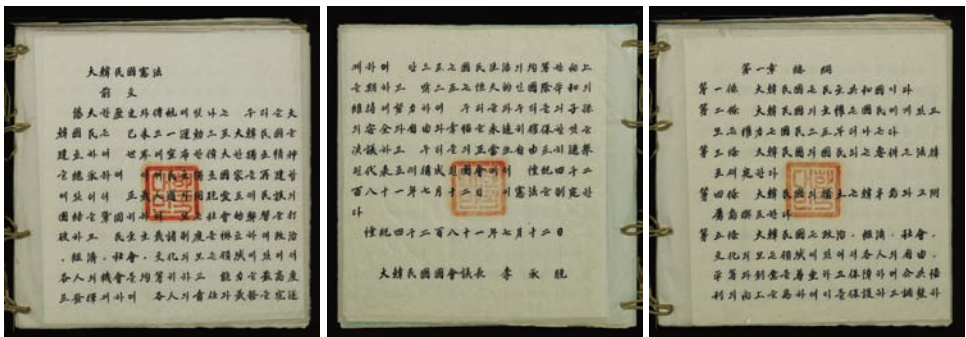 大韓民國憲法
前文
悠久한歷史와傳統에빛나는 우리들大
韓國民은 己未三一運動으로大韓民國을
建立하여 世界에宣布한偉大한獨立精神
을繼承하여 이제民主獨立國家를再建함
에있어서 正義人道와同胞愛로써民族의
團結을鞏固히하며 모든社會的弊習을打
破하고 民主主義諸制度를樹立하여政治
,經濟,社會,文化의모든領域에있어서
各人의機會를均等히하고 能力을最高度
로發揮케하며 各人의責任과義務를完遂
케하여 안으로는國民生活의均等한向上
을期하고 밖으로는恒久的인國際平和의
維持에努力하여 우리들과우리들의子孫
의安全과自由와幸福을永遠히確保할것을
決議하고 우리들의正當또自由로히選擧
된代表로서構成된國會에서 檀紀四千二
百八十一年七月十二日 이憲法을制定한
다
檀紀四千二百八十一年七月十二日
大韓民國國會議長 李承晩
第一章 總綱
第一條 大韓民國은民主共和國이다
第二條 大韓民國의主權은國民에게있고
모든權力은國民으로부터나온다
第三條 大韓民國의國民되는要件은法律
로써定한다
第四條 大韓民國의領土는韓半島와그附
屬島嶼로한다
第五條 大韓民國은政治,經濟,社會,
文化의모든領域에있어서各人의自由,
平等과創意를尊重하고保障하며公共福
利의向上을爲하여이를保護하고調整하